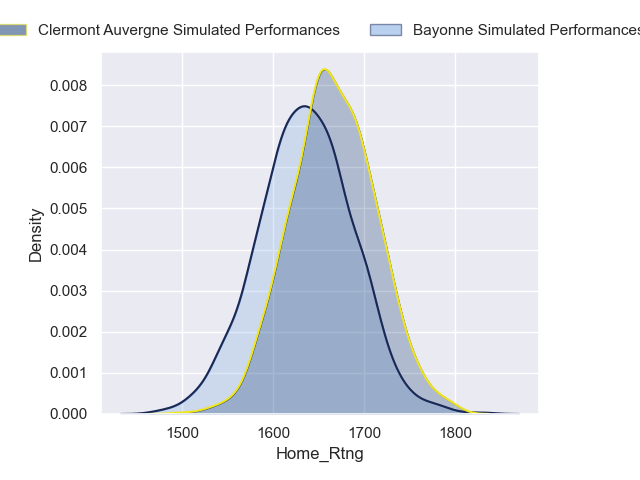 Clermont Auvergne Simulated Performances
Bayonne Simulated Performances
0.008
0.007
0.006
0.005
0.004
0.003
0.002
0.001
0.000
Density
1500 1600 1700 1800
Home_Rtng